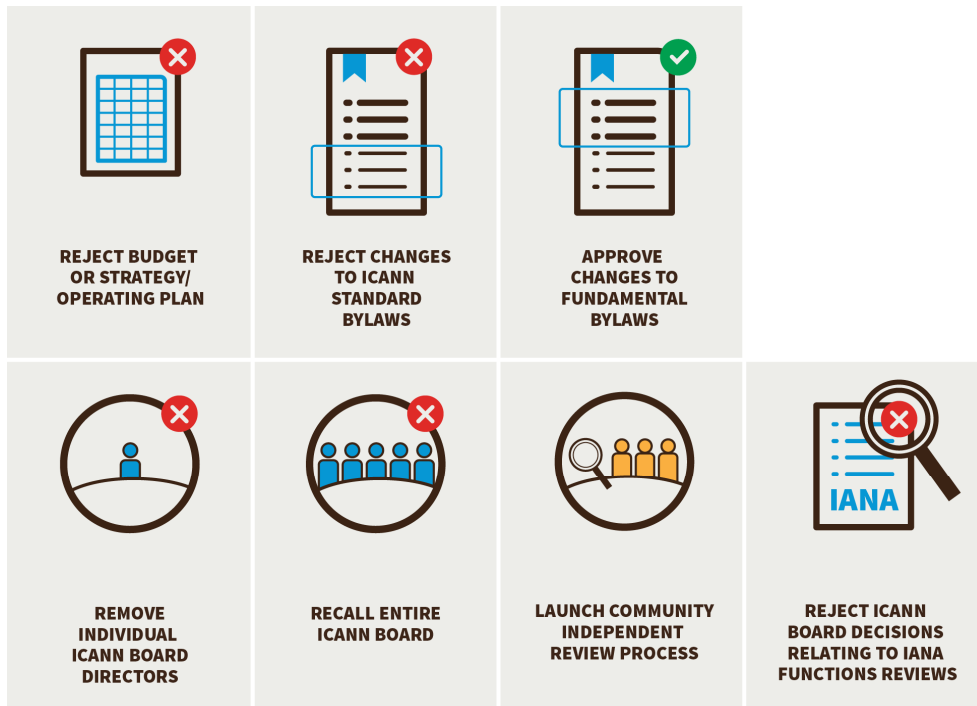 REJECT BUDGET
OR STRATEGY/
OPERATING PLAN
REJECT CHANGES
TO ICANN
STANDARD
BYLAWS
APPROVE
CHANGES TO
FUNDAMENTAL
BYLAWS
REMOVE
INDIVIDUAL
ICANN BOARD
DIRECTORS
RECALL ENTIRE
ICANN BOARD
LAUNCH COMMUNITY
INDEPENDENT
REVIEW PROCESS
IANA
REJECT ICANN
BOARD DECISIONS
RELATING TO IANA
FUNCTIONS REVIEWS